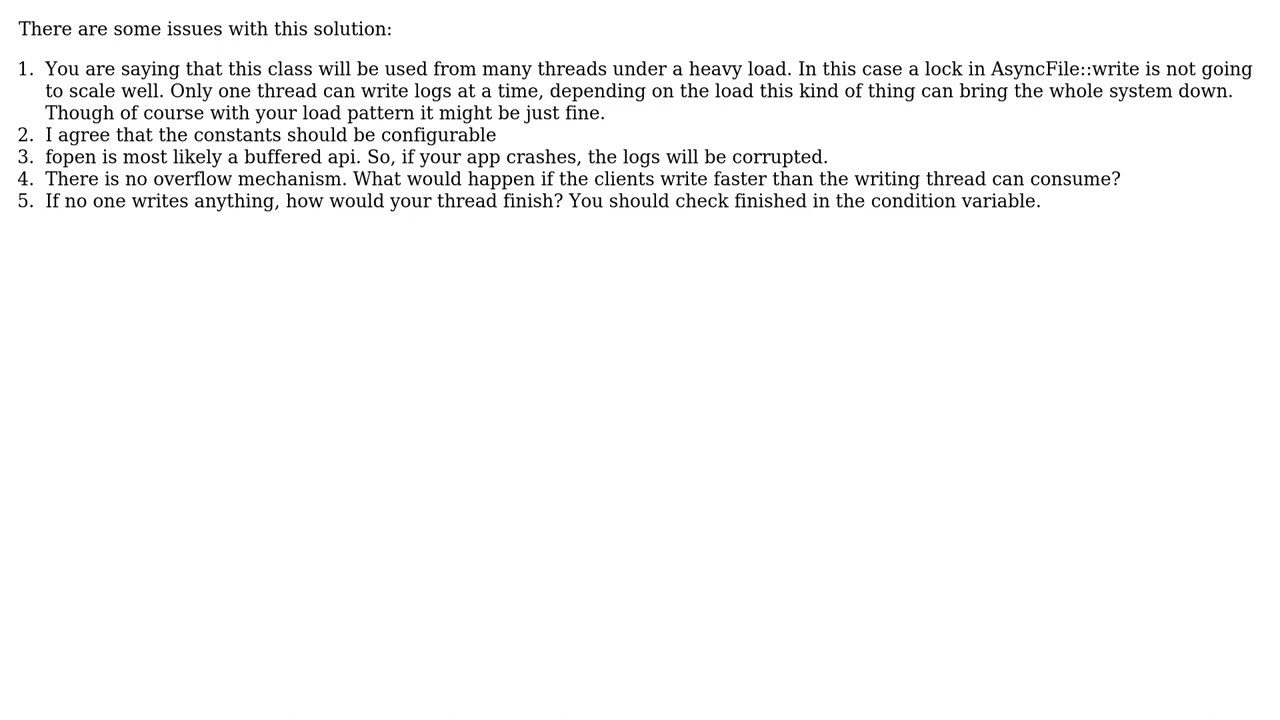 There are some issues with this solution:
1. You are saying that this class will be used from many threads under a heavy load. In this case a lock in AsyncFile::write is not going
to scale well. Only one thread can write logs at a time, depending on the load this kind of thing can bring the whole system down.
Though of course with your load pattern it might be just fine.
2. I agree that the constants should be configurable
3. fopen is most likely a buffered api. So, if your app crashes, the logs will be corrupted.
4. There is no overflow mechanism. What would happen if the clients write faster than the writing thread can consume?
5. If no one writes anything, how would your thread finish? You should check finished in the condition variable.